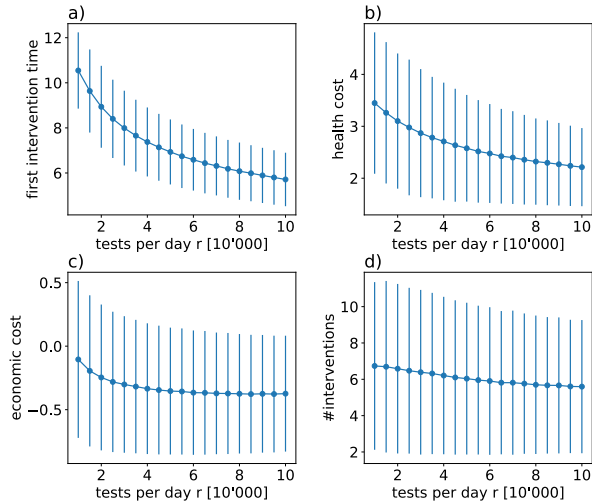 a)
first intervention time
12
10
8
6
2 4 6 8 10
tests per day r [10'000]
b)
health cost
4
3
2
2 4 6 8 10
tests per day r [10'000]
c)
economic cost
0.5
0.0
−0.5
2 4 6 8 10
tests per day r [10'000]
d)
#interventions
10
8
6
4
2
2 4 6 8 10
tests per day r [10'000]